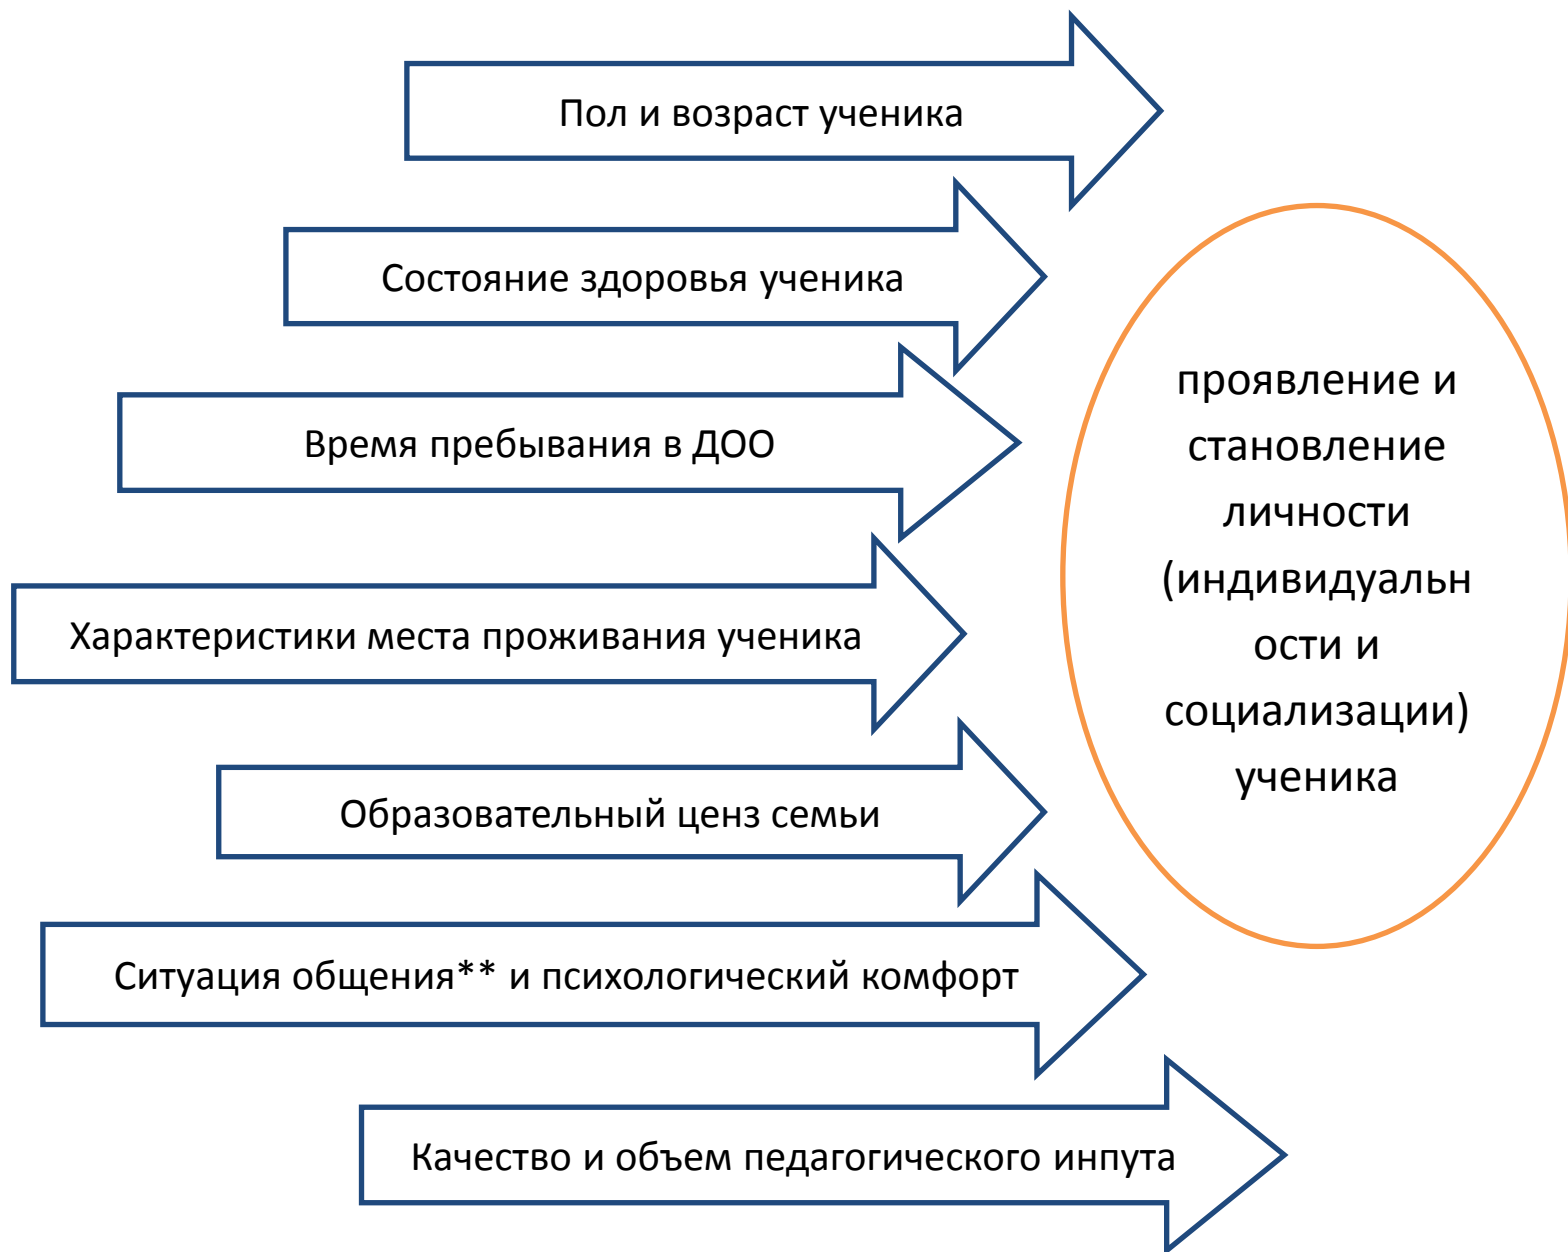 Пол и возраст ученика
Состояние здоровья ученика
Время пребывания в ДОО
Характеристики места проживания ученика
Образовательный ценз семьи
Ситуация общения** и психологический комфорт
Качество и объем педагогического инпута
проявление и
становление
личности
(индивидуальн
ости и
социализации)
ученика